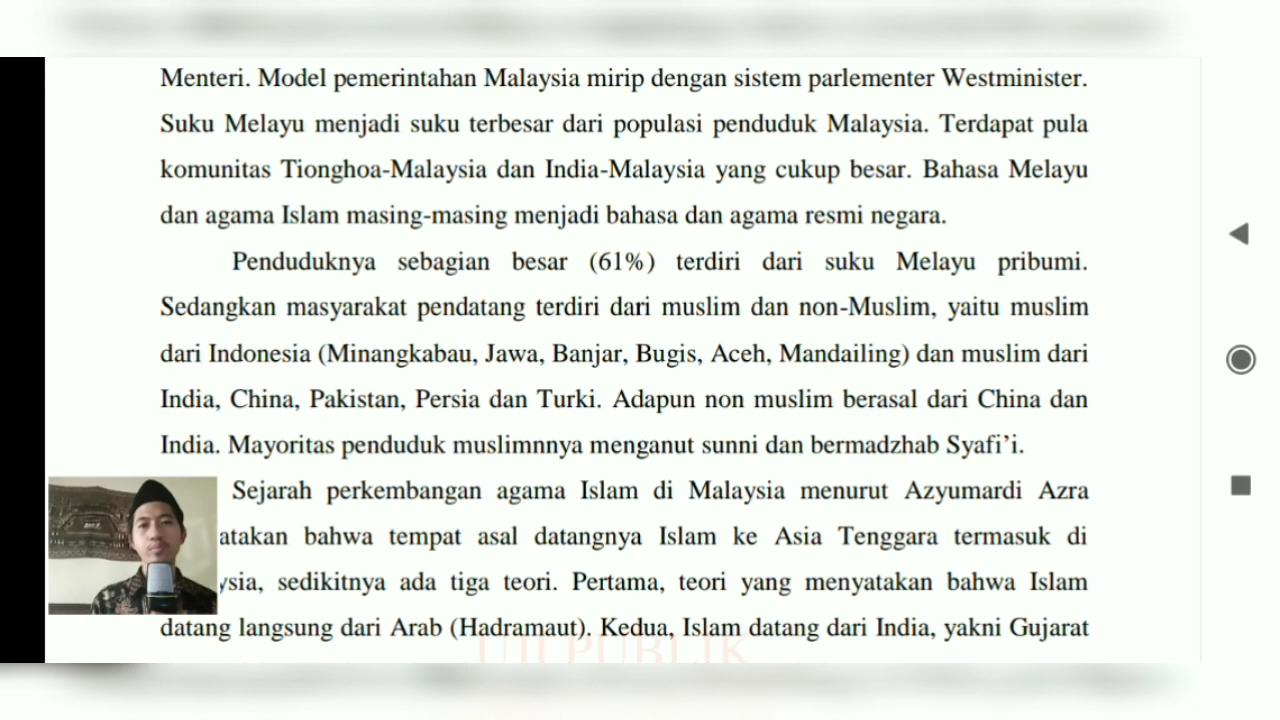 Menteri. Model pemerintahan Malaysia mirip dengan sistem parlementer Westminister.
Suku Melayu menjadi suku terbesar dari populasi penduduk Malaysia. Terdapat pula
komunitas Tionghoa-Malaysia dan India-Malaysia yang cukup besar. Bahasa Melayu
dan agama Islam masing-masing menjadi bahasa dan agama resmi negara.
Penduduknya sebagian besar (61%) terdiri dari suku Melayu pribumi.
Sedangkan masyarakat pendatang terdiri dari muslim dan non-Muslim, yaitu muslim
dari Indonesia (Minangkabau, Jawa, Banjar, Bugis, Aceh, Mandailing) dan muslim dari
India, China, Pakistan, Persia dan Turki. Adapun non muslim berasal dari China dan
India. Mayoritas penduduk muslimnnya menganut sunni dan bermadzhab Syafi’i.
Sejarah perkembangan agama Islam di Malaysia menurut Azyumardi Azra
atakan bahwa tempat asal datangnya Islam ke Asia Tenggara termasuk di
ysia, sedikitnya ada tiga teori. Pertama, teori yang menyatakan bahwa Islam
datang langsung dari Arab (Hadramaut). Kedua, Islam datang dari India, yakni Gujarat
UJI PUBLIK